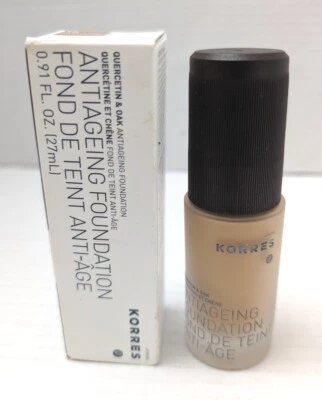 QUERCETIN & OAK ANTIAGEING FOUNDATION
QUERCÉTINE ET CHÊNE FOND DE TEINT ANTI-ÂGE
ANTIAGEING FOUNDATION
FOND DE TEINT ANTI-ÂGE
0.91 FL. OZ. (27mL)
KORRES
KORRES
ANTIAGEING
FOUNDATION
FOND DE TEINT
ANTI-ÂGE